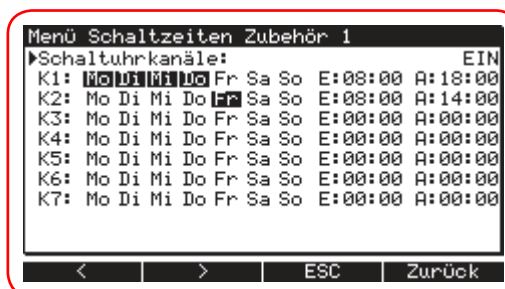 Menü Schaltzeiten Zubehör 1
▶Schaltuhrkanäle: EIN
K1: Mo Di Mi Do Fr Sa So E:08:00 A:18:00
K2: Mo Di Mi Do Fr Sa So E:08:00 A:14:00
K3: Mo Di Mi Do Fr Sa So E:00:00 A:00:00
K4: Mo Di Mi Do Fr Sa So E:00:00 A:00:00
K5: Mo Di Mi Do Fr Sa So E:00:00 A:00:00
K6: Mo Di Mi Do Fr Sa So E:00:00 A:00:00
K7: Mo Di Mi Do Fr Sa So E:00:00 A:00:00
< > ESC Zurück